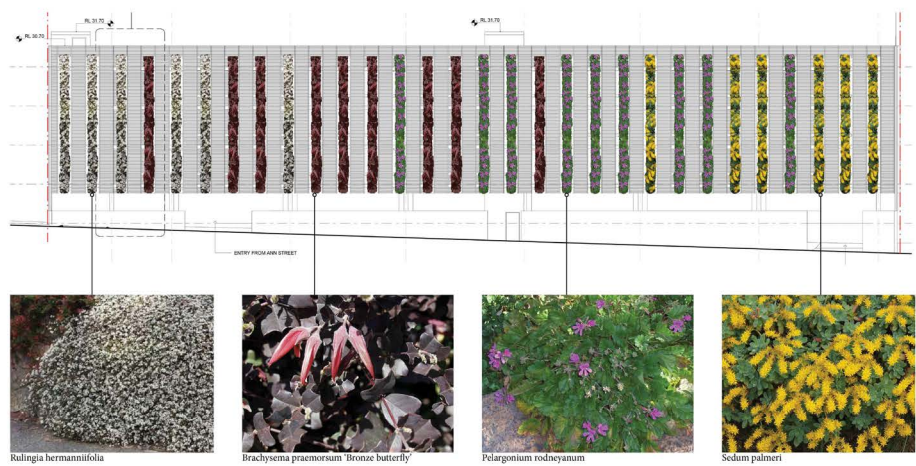 RL 31.70
RL 31.70
RL 30.70
ENTRY FROM ANN STREET
Rulingia hermanniifolia
Brachysema praemorsum 'Bronze butterfly'
Pelargonium rodneyanum
Sedum palmeri